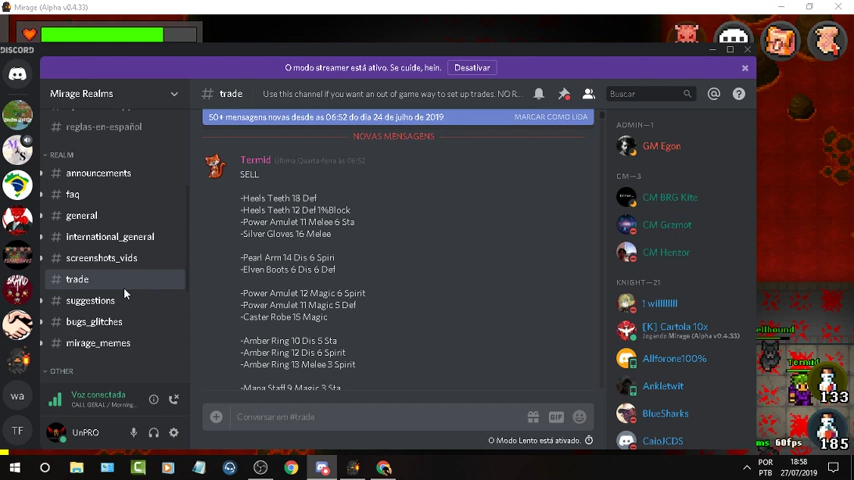 Mirage (Alpha v0.4.33)
DISCORD
O modo streamer está ativo. Se cuide, hein.
Desativar
Mirage Realms
# trade
Use this channel if you want an out of game way to set up trades. NO R...
Buscar
50+ mensagens novas desde as 06:52 do dia 24 de julho de 2019
MARCAR COMO LIDA
NOVAS MENSAGENS
# reglas-en-español
REALM
# announcements
# faq
# general
# international_general
# screenshots_vids
# trade
# suggestions
# bugs_glitches
# mirage_memes
OTHER
Termid Última Quarta-feira às 06:52
SELL
-Heels Teeth 13 Def
-Heels Teeth 12 Def 1%Block
-Power Amulet 11 Melee 6 Sta
-Silver Gloves 16 Melee
-Pearl Arm 14 Dis 6 Spiri
-Elven Boots 6 Dis 6 Def
-Power Amulet 12 Magic 6 Spirit
-Power Amulet 11 Magic 5 Def
-Caster Robe 15 Magic
-Amber Ring 10 Dis 5 Sta
-Amber Ring 12 Dis 6 Spirit
-Amber Ring 13 Melee 3 Spirit
-Mana Staff 9 Magic 3 Sta
ADMIN—1
GM Egon
CM—3
CM BRG Kite
CM Grzmot
CM Henzor
KNIGHT—21
[K] Cartola 10x
Jogando Mirage (Alpha v0.4.33)
Allforone100%
Ankletwit
BlueSharks
CaioJCDS
wa
TF
Voz conectada
CALL GERAL / Morning...
UnPRO
Conversar em #trade
GIF
O Modo Lento está ativado.
ellhound
Termid
133
185
ms 60fps
POR
PTB
18:58
27/07/2019